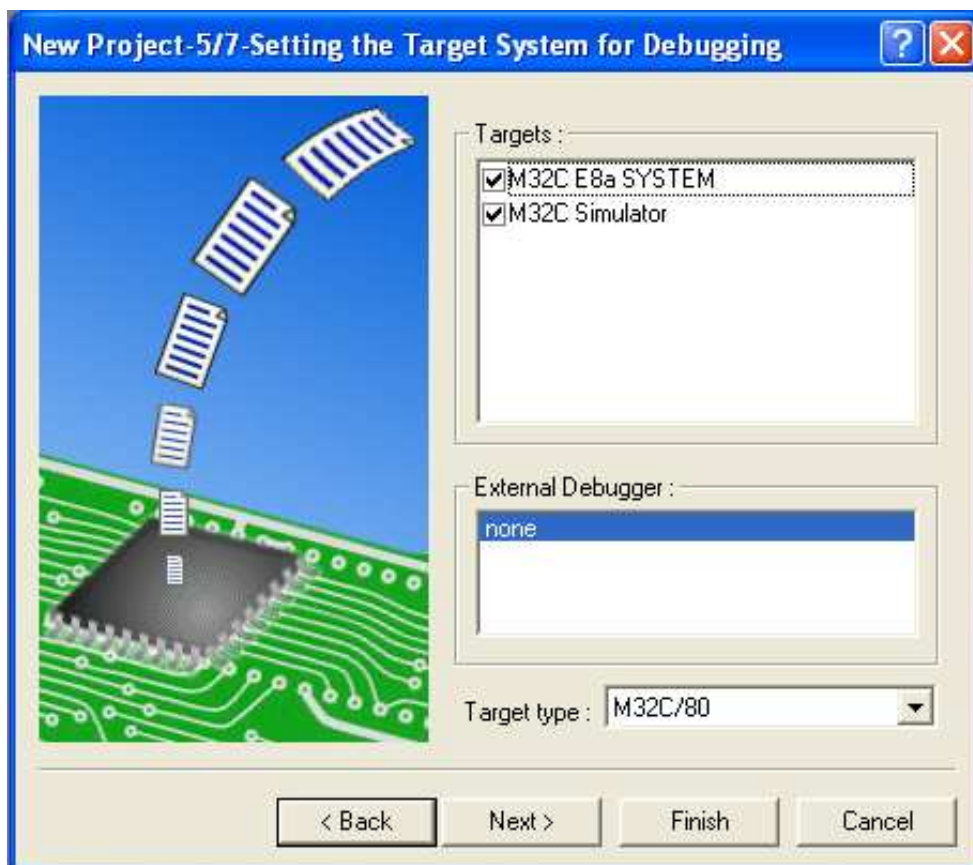 New Project-5/7-Setting the Target System for Debugging
Targets :
M32C E8a SYSTEM
M32C Simulator
External Debugger :
none
Target type :
M32C/80
< Back
Next >
Finish
Cancel